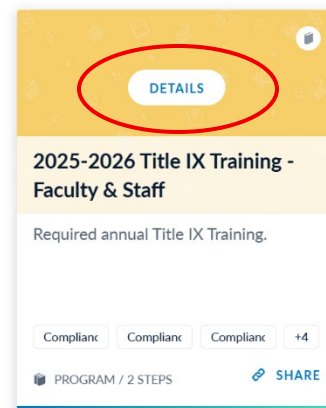 DETAILS
2025-2026 Title IX Training -
Faculty & Staff
Required annual Title IX Training.
Complianc Complianc Complianc +4
PROGRAM / 2 STEPS SHARE